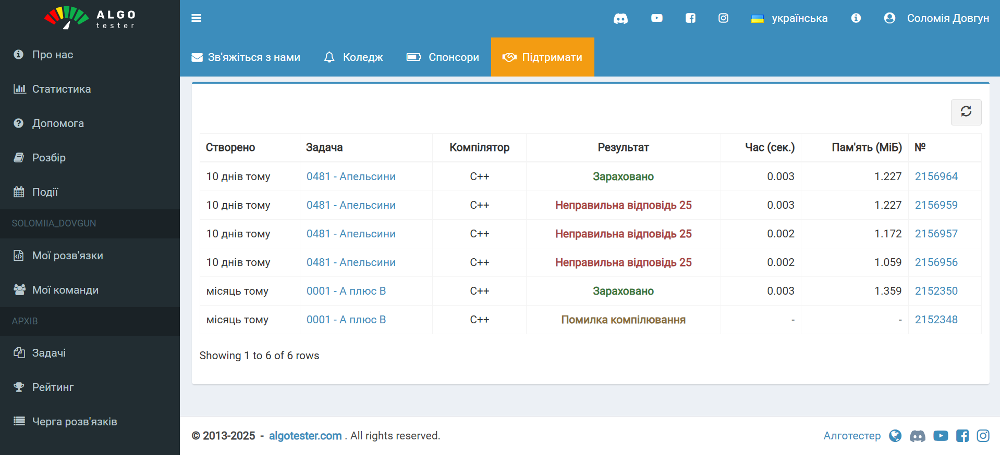 ALGO
tester
українська
Соломія Довгун
Про нас
Зв'яжіться з нами
Коледж
Спонсори
Підтримати
Статистика
Допомога
Розбір
Події
SOLOMIIA_DOVGUN
Мої розв'язки
Мої команди
АРХІВ
Задачі
Рейтинг
Черга розв'язків
Створено Задача Компілятор Результат Час (сек.) Пам'ять (МіБ) №
10 днів тому 0481 - Апельсини C++ Зараховано 0.003 1.227 2156964
10 днів тому 0481 - Апельсини C++ Неправильна відповідь 25 0.003 1.227 2156959
10 днів тому 0481 - Апельсини C++ Неправильна відповідь 25 0.002 1.172 2156957
10 днів тому 0481 - Апельсини C++ Неправильна відповідь 25 0.002 1.059 2156956
місяць тому 0001 - А плюс B C++ Зараховано 0.003 1.359 2152350
місяць тому 0001 - А плюс B C++ Помилка компілювання - - 2152348
Showing 1 to 6 of 6 rows
© 2013-2025 - algotester.com . All rights reserved.
Алготестер